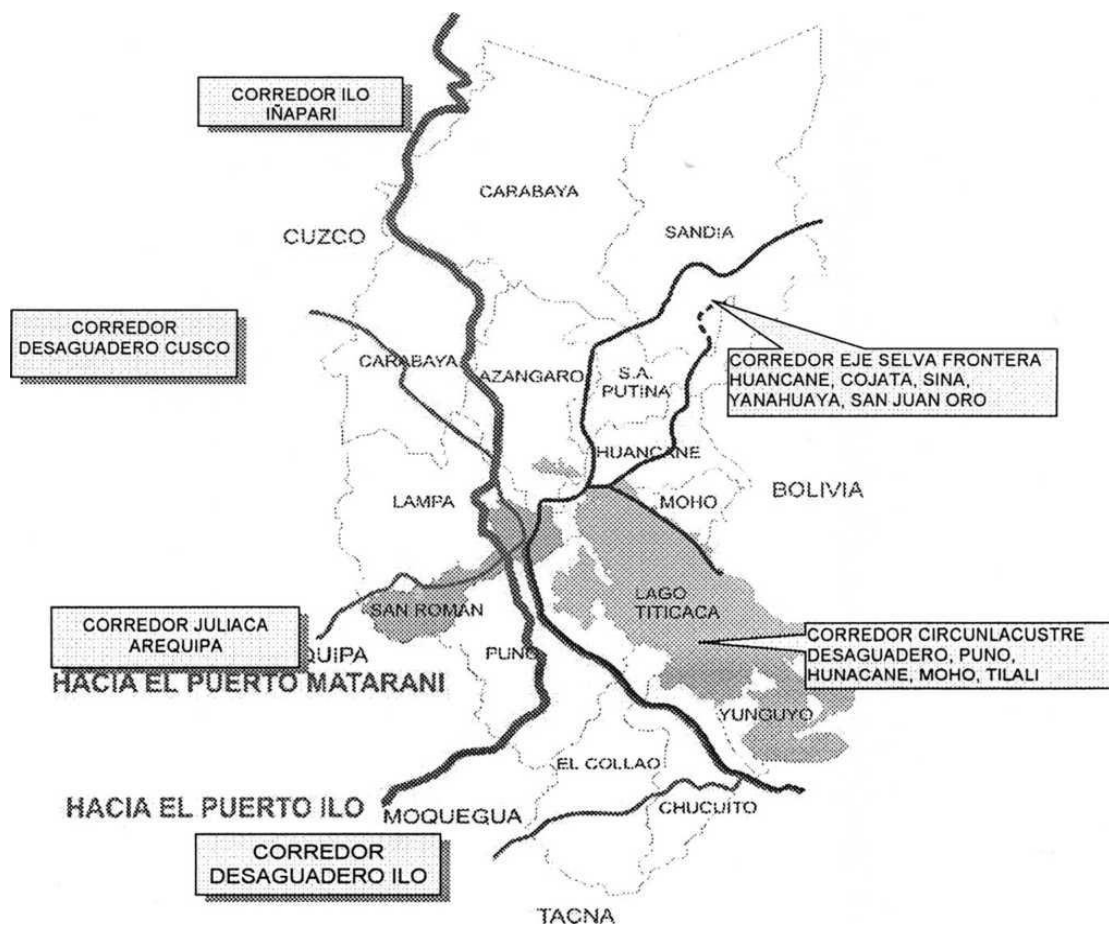 CORREDOR ILO
IÑAPARI
CARABAYA
SANDIA
CUZCO
CORREDOR
DESAGUADERO CUSCO
CARABAYA
AZANGARO
S.A.
PUTINA
CORREDOR EJE SELVA FRONTERA
HUANCANE, COJATA, SINA,
YANAHUAYA, SAN JUAN ORO
HUANCANE
LAMPA
MOHO
BOLIVIA
LAGO
TITICACA
SAN ROMAN
CORREDOR JULIACA
AREQUIPA
QUIPA
PUNO
HACIA EL PUERTO MATARANI
CORREDOR CIRCUNLACUSTRE
DESAGUADERO, PUNO,
HUNACANE, MOHO, TILALI
YUNGUYO
EL COLLAO
CHUCUITO
HACIA EL PUERTO ILO
MOQUEGUA
CORREDOR
DESAGUADERO ILO
TACNA